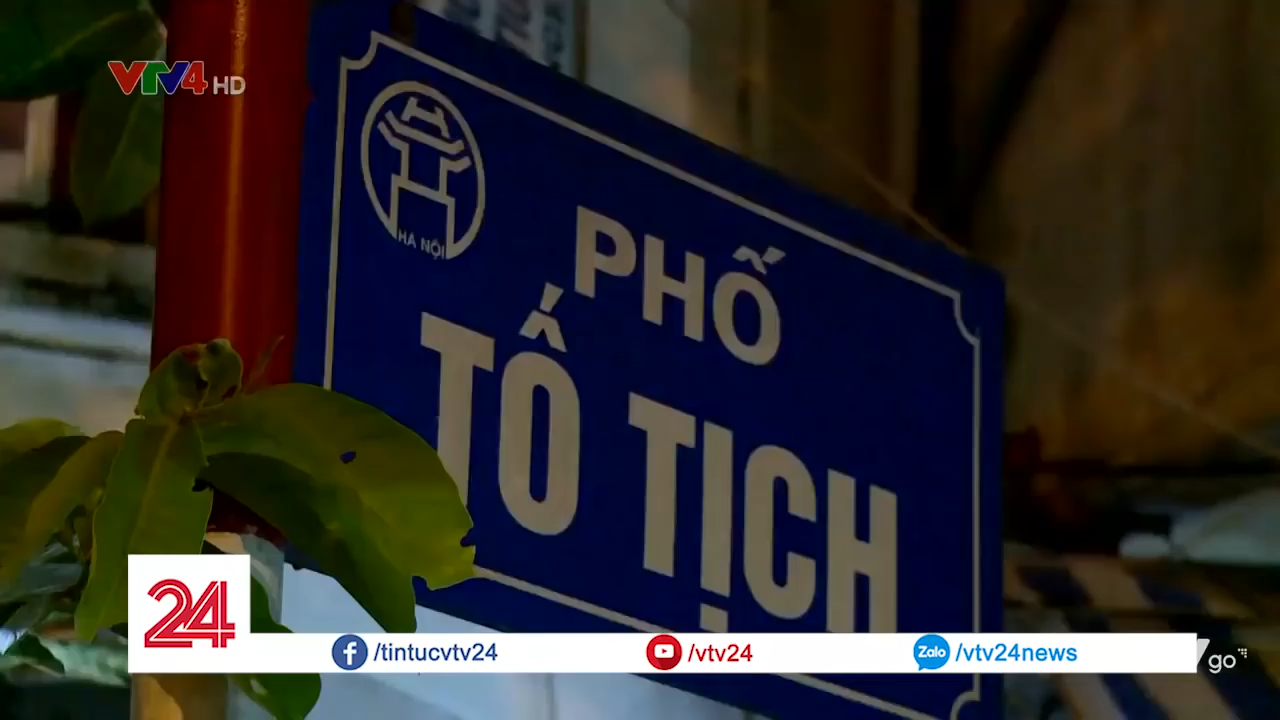 VTV4 HD
HÀ NỘI
PHỐ
TỐ TỊCH
24
/tintucvtv24
/vtv24
Zalo /vtv24news
go